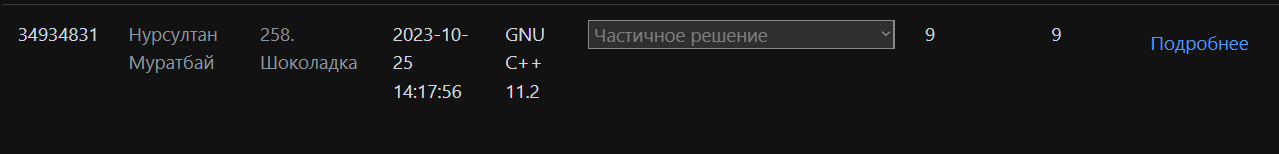 34934831
Нурсултан
Муратбай
258.
Шоколадка
2023-10-
25
14:17:56
GNU
C++
11.2
Частичное решение
9
9
Подробнее